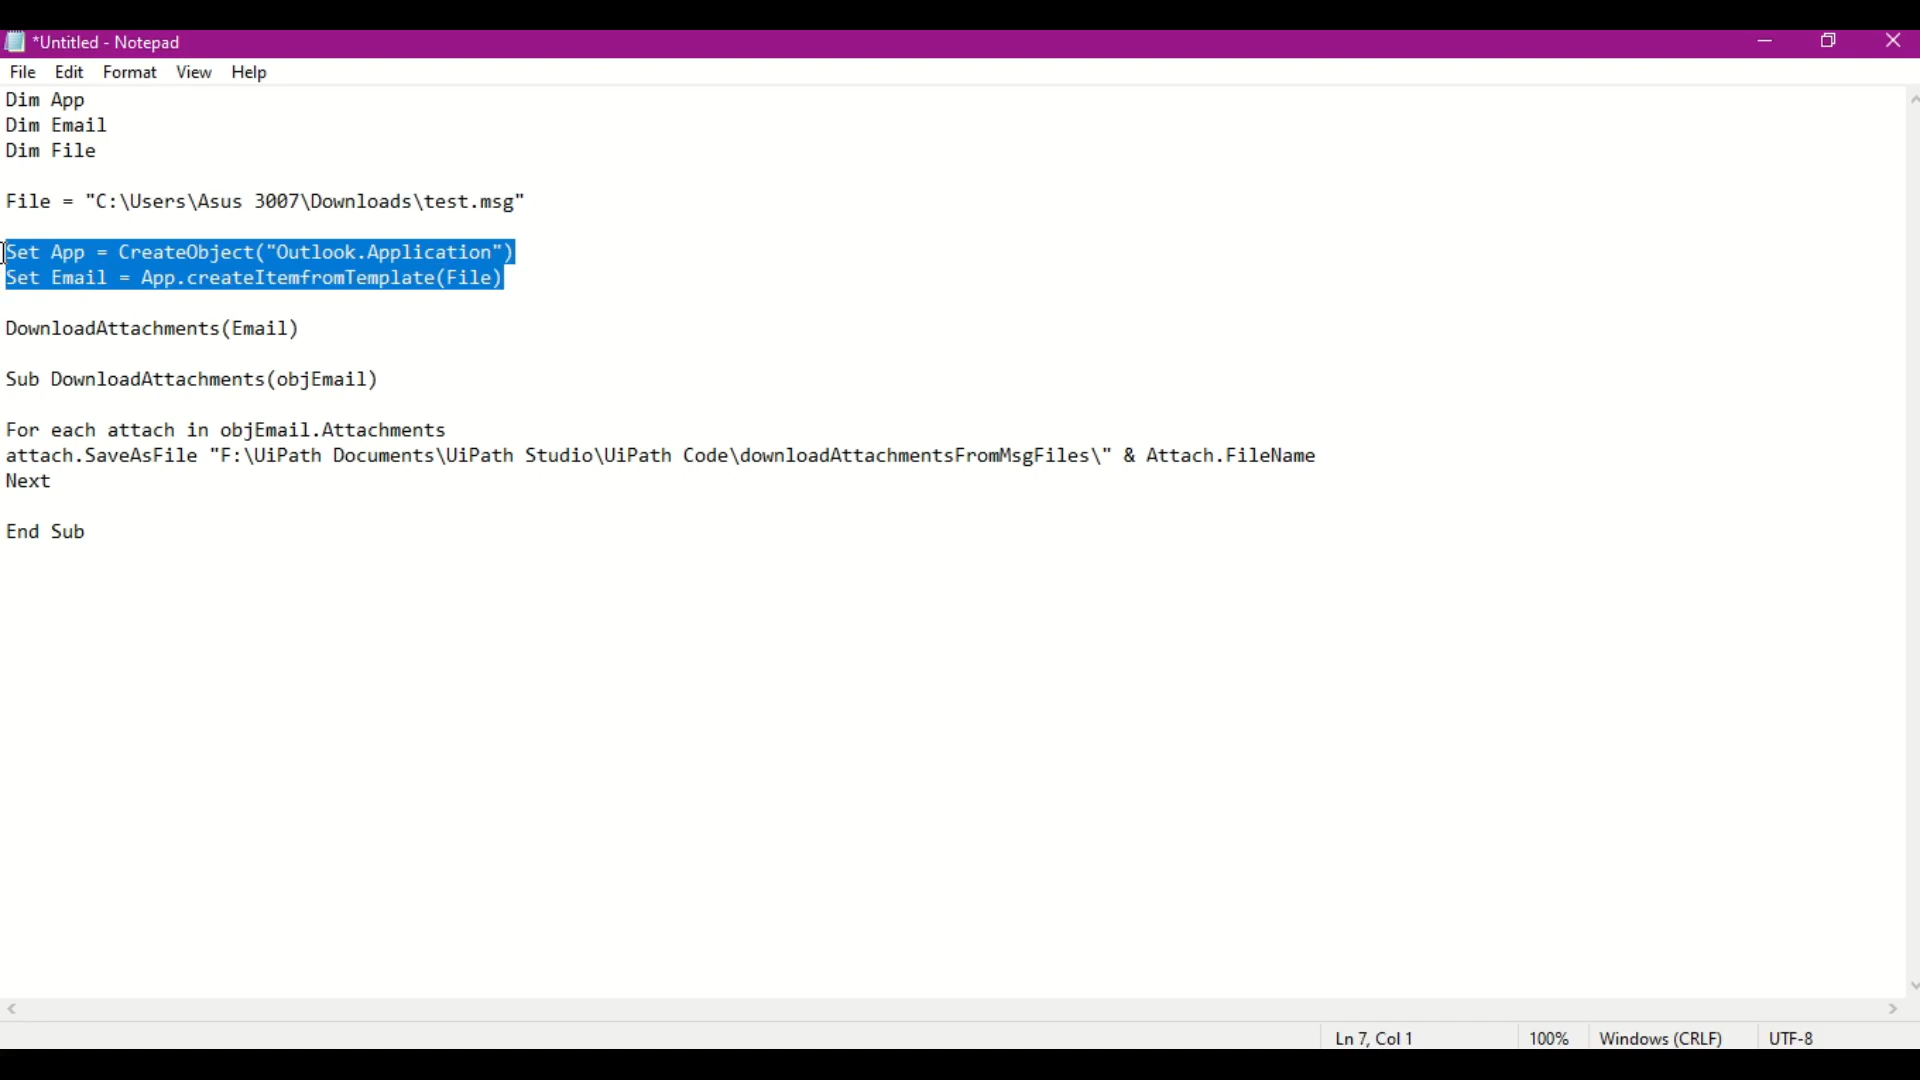 *Untitled - Notepad
File Edit Format View Help
Dim App
Dim Email
Dim File
File = "C:\Users\Asus 3007\Downloads\test.msg"
Set App = CreateObject("Outlook.Application")
Set Email = App.createItemfromTemplate(File)
DownloadAttachments(Email)
Sub DownloadAttachments(objEmail)
For each attach in objEmail.Attachments
attach.SaveAsFile "F:\UiPath Documents\UiPath Studio\UiPath Code\downloadAttachmentsFromMsgFiles\" & Attach.FileName
Next
End Sub
Ln 7, Col 1 100% Windows (CRLF) UTF-8